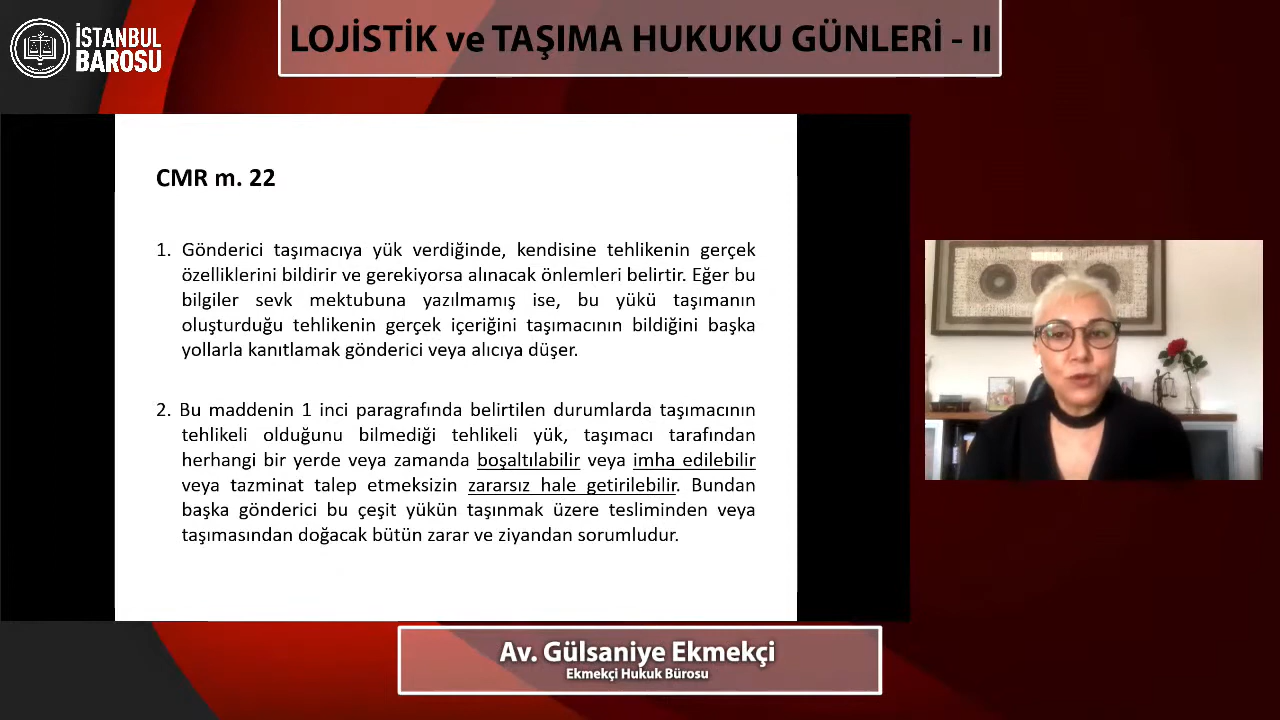 İSTANBUL
BAROSU
LOJİSTİK ve TAŞIMA HUKUKU GÜNLERİ - II
CMR m. 22
1. Gönderici taşımacıya yük verdiğinde, kendisine tehlikenin gerçek
özelliklerini bildirir ve gerekiyorsa alınacak önlemleri belirtir. Eğer bu
bilgiler sevk mektubuna yazılmamış ise, bu yükü taşımanın
oluşturduğu tehlikenin gerçek içeriğini taşımacının bildiğini başka
yollarla kanıtlamak gönderici veya alıcıya düşer.
2. Bu maddenin 1 inci paragrafında belirtilen durumlarda taşımacının
tehlikeli olduğunu bilmediği tehlikeli yük, taşımacı tarafından
herhangi bir yerde veya zamanda boşaltılabilir veya imha edilebilir
veya tazminat talep etmeksizin zararsız hale getirilebilir. Bundan
başka gönderici bu çeşit yükün taşınmak üzere tesliminden veya
taşımasından doğacak bütün zarar ve ziyandan sorumludur.
Av. Gülsaniye Ekmekçi
Ekmekçi Hukuk Bürosu